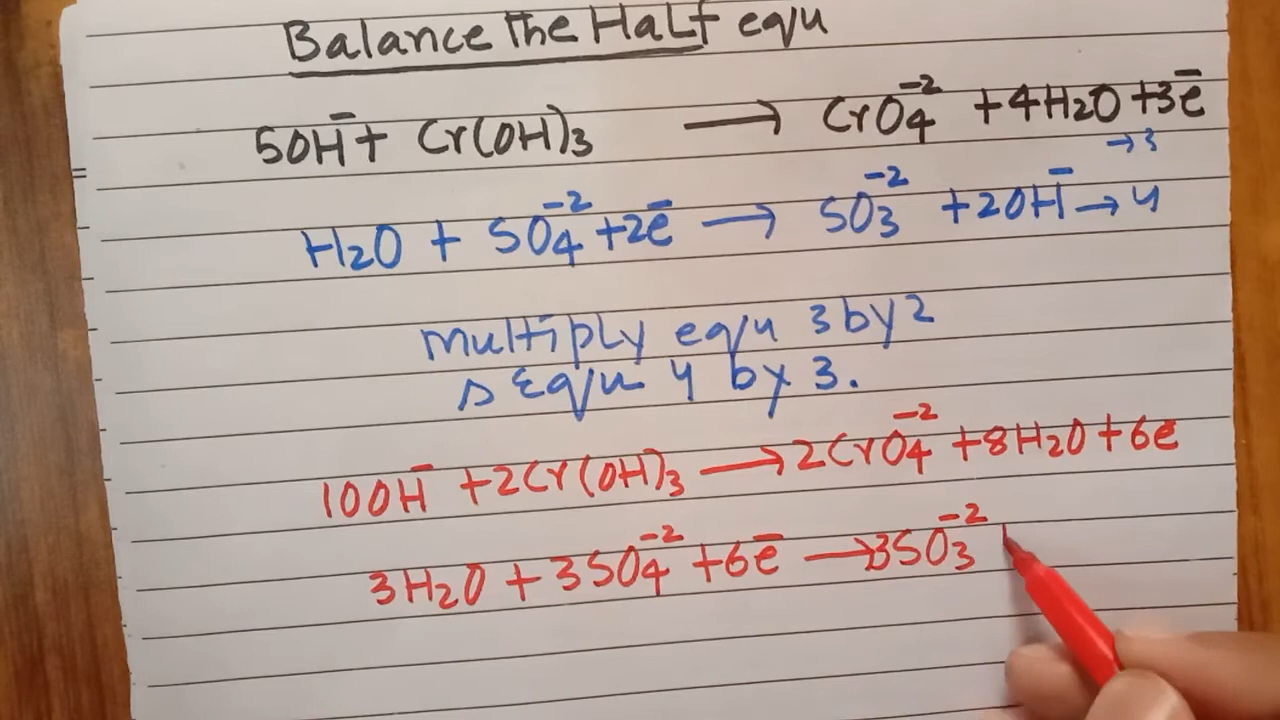 Balance the Half equ
5OH⁻ + Cr(OH)₃ → CrO₄⁻² + 4H₂O + 3e⁻
→ 3
H₂O + SO₄⁻² + 2e⁻ → SO₃⁻² + 2OH⁻ → 4
multiply equ 3 by 2
Equ 4 by 3.
10OH⁻ + 2Cr(OH)₃ → 2CrO₄⁻² + 8H₂O + 6e
3H₂O + 3SO₄⁻² + 6e⁻ → 3SO₃⁻²